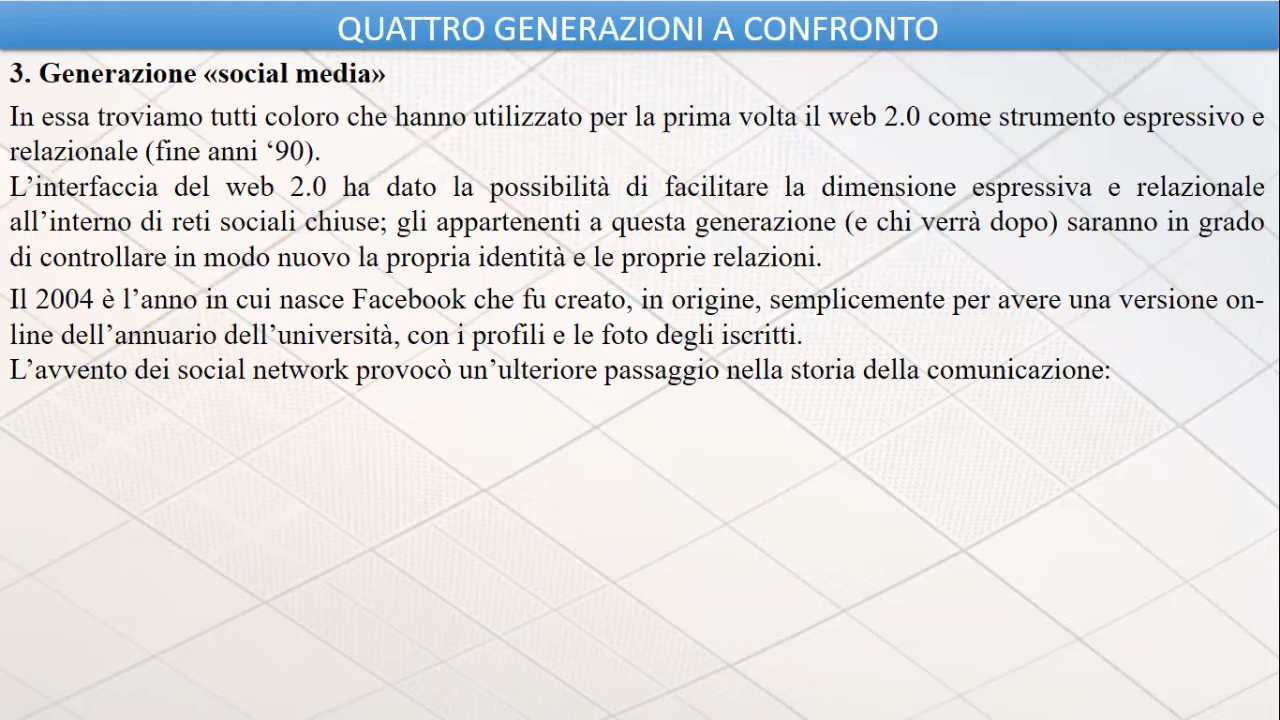 QUATTRO GENERAZIONI A CONFRONTO
3. Generazione «social media»
In essa troviamo tutti coloro che hanno utilizzato per la prima volta il web 2.0 come strumento espressivo e
relazionale (fine anni ‘90).
L’interfaccia del web 2.0 ha dato la possibilità di facilitare la dimensione espressiva e relazionale
all’interno di reti sociali chiuse; gli appartenenti a questa generazione (e chi verrà dopo) saranno in grado
di controllare in modo nuovo la propria identità e le proprie relazioni.
Il 2004 è l’anno in cui nasce Facebook che fu creato, in origine, semplicemente per avere una versione on-
line dell’annuario dell’università, con i profili e le foto degli iscritti.
L’avvento dei social network provocò un’ulteriore passaggio nella storia della comunicazione: